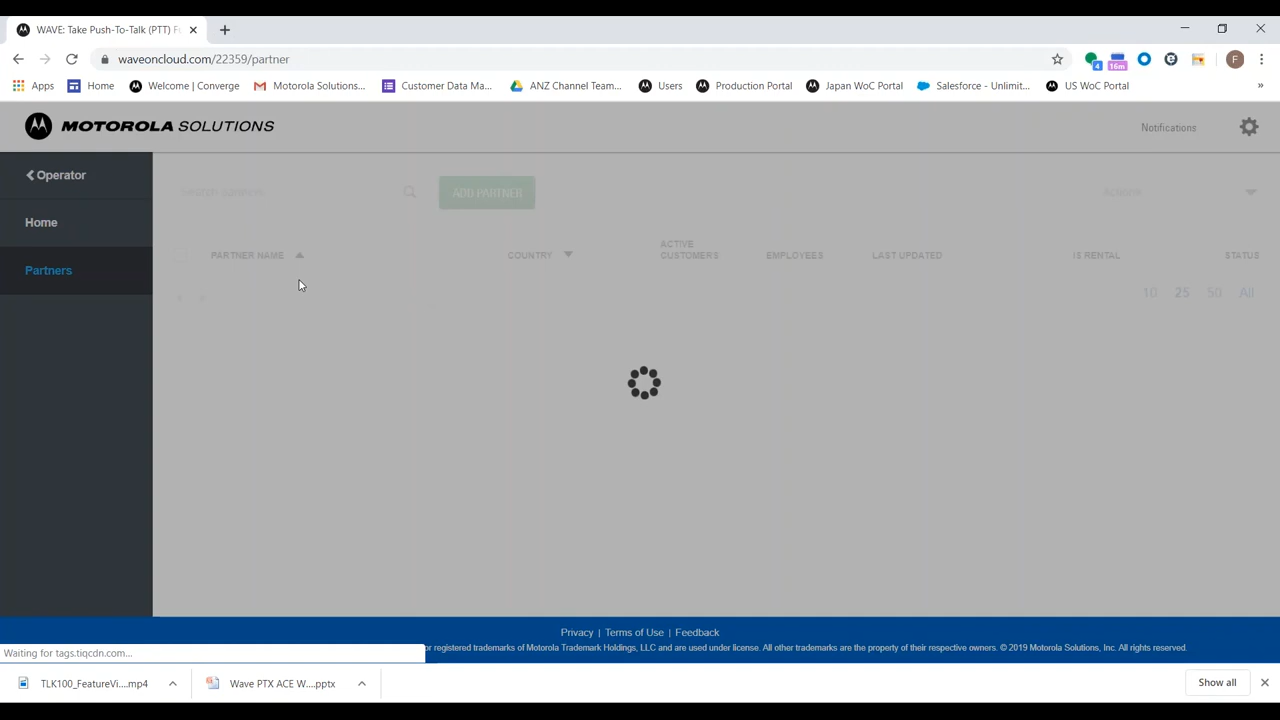 WAVE: Take Push-To-Talk (PTT) F
waveoncloud.com/22359/partner
4
16m
F
Apps
Home
Welcome | Converge
Motorola Solutions...
Customer Data Ma...
ANZ Channel Team...
Users
Production Portal
Japan WoC Portal
Salesforce - Unlimit...
US WoC Portal
»
MOTOROLA SOLUTIONS
Notifications
Operator
Home
Partners
ADD PARTNER
Actions
PARTNER NAME
COUNTRY
ACTIVE
CUSTOMERS
EMPLOYEES
LAST UPDATED
IS RENTAL
STATUS
10 25 50 All
Privacy | Terms of Use | Feedback
or registered trademarks of Motorola Trademark Holdings, LLC and are used under license. All other trademarks are the property of their respective owners. © 2019 Motorola Solutions, Inc. All rights reserved.
Waiting for tags.tiqcdn.com...
TLK100_FeatureVi....mp4
Wave PTX ACE W....pptx
Show all